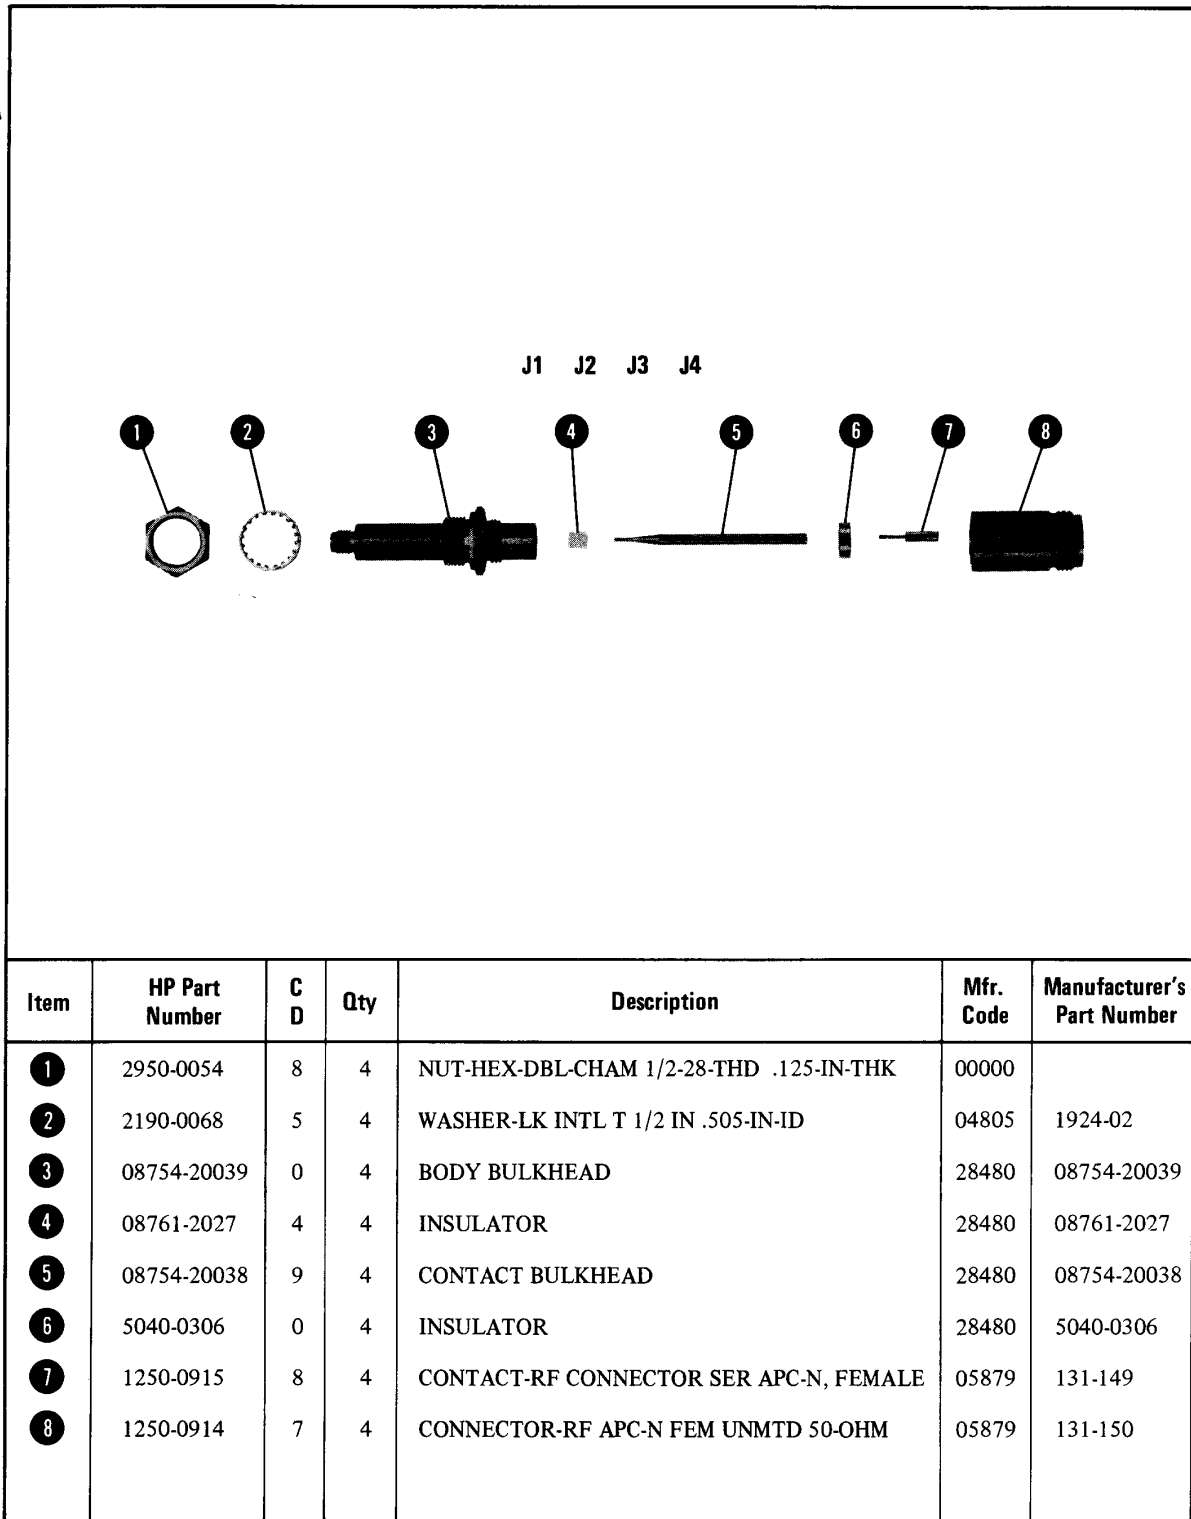 J1 J2 J3 J4
1 2 3 4 5 6 7 8
Item HP Part Number C D Qty Description Mfr. Code Manufacturer's Part Number
1 2950-0054 8 4 NUT-HEX-DBL-CHAM 1/2-28-THD .125-IN-THK 00000
2 2190-0068 5 4 WASHER-LK INTL T 1/2 IN .505-IN-ID 04805 1924-02
3 08754-20039 0 4 BODY BULKHEAD 28480 08754-20039
4 08761-2027 4 4 INSULATOR 28480 08761-2027
5 08754-20038 9 4 CONTACT BULKHEAD 28480 08754-20038
6 5040-0306 0 4 INSULATOR 28480 5040-0306
7 1250-0915 8 4 CONTACT-RF CONNECTOR SER APC-N, FEMALE 05879 131-149
8 1250-0914 7 4 CONNECTOR-RF APC-N FEM UNMTD 50-OHM 05879 131-150